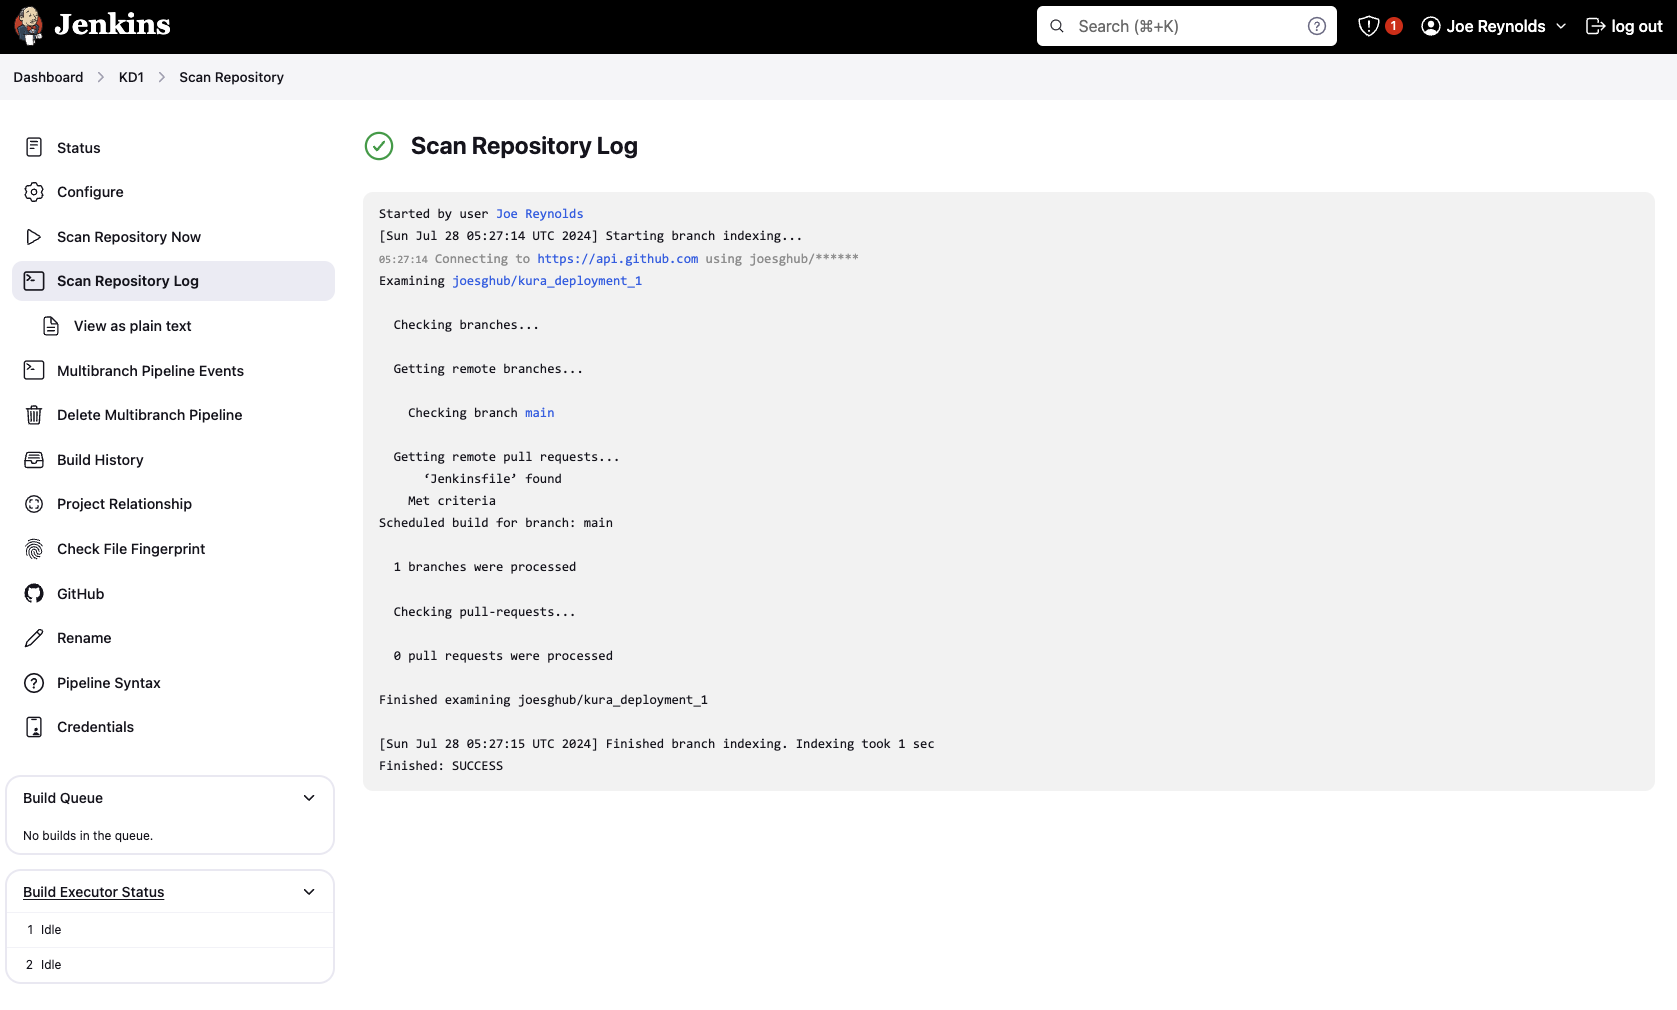 Jenkins
Search (⌘+K)
1
Joe Reynolds
log out
Dashboard
KD1
Scan Repository
Status
Configure
Scan Repository Now
Scan Repository Log
View as plain text
Multibranch Pipeline Events
Delete Multibranch Pipeline
Build History
Project Relationship
Check File Fingerprint
GitHub
Rename
Pipeline Syntax
Credentials
Build Queue
No builds in the queue.
Build Executor Status
1 Idle
2 Idle
Scan Repository Log
Started by user Joe Reynolds
[Sun Jul 28 05:27:14 UTC 2024] Starting branch indexing...
05:27:14 Connecting to https://api.github.com using joesghub/******
Examining joesghub/kura_deployment_1
Checking branches...
Getting remote branches...
Checking branch main
Getting remote pull requests...
‘Jenkinsfile’ found
Met criteria
Scheduled build for branch: main
1 branches were processed
Checking pull-requests...
0 pull requests were processed
Finished examining joesghub/kura_deployment_1
[Sun Jul 28 05:27:15 UTC 2024] Finished branch indexing. Indexing took 1 sec
Finished: SUCCESS